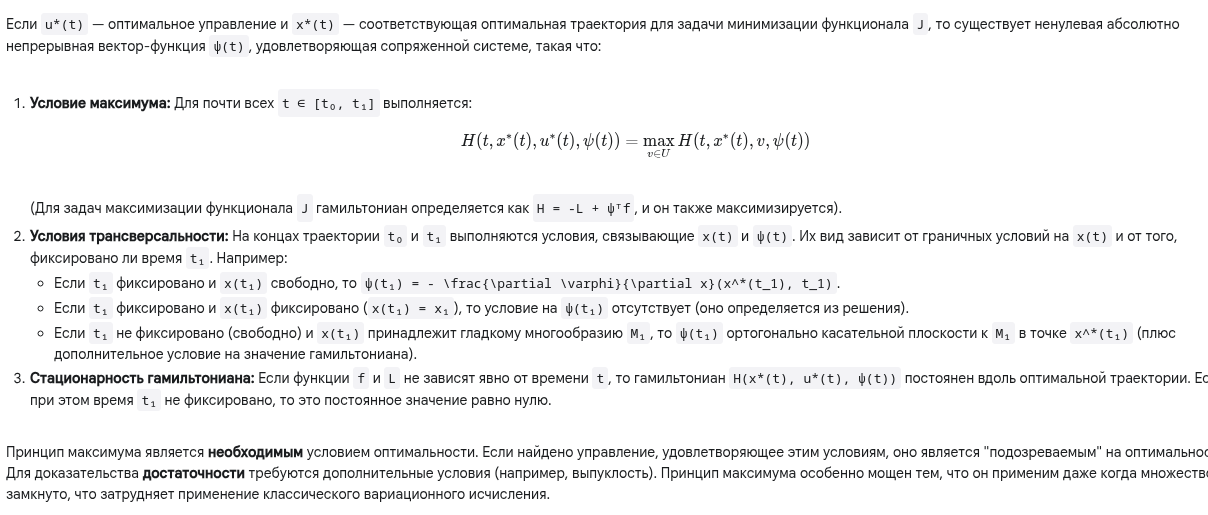 Если u*(t) — оптимальное управление и x*(t) — соответствующая оптимальная траектория для задачи минимизации функционала J, то существует ненулевая абсолютно
непрерывная вектор-функция ψ(t), удовлетворяющая сопряженной системе, такая что:
1. Условие максимума: Для почти всех t ∈ [t₀, t₁] выполняется:
H(t, x*(t), u*(t), ψ(t)) = max_{v∈U} H(t, x*(t), v, ψ(t))
(Для задач максимизации функционала J гамильтониан определяется как H = -L + ψᵀf, и он также максимизируется).
2. Условия трансверсальности: На концах траектории t₀ и t₁ выполняются условия, связывающие x(t) и ψ(t). Их вид зависит от граничных условий на x(t) и от того,
фиксировано ли время t₁. Например:
◦ Если t₁ фиксировано и x(t₁) свободно, то ψ(t₁) = - \frac{\partial \varphi}{\partial x}(x^*(t_1), t_1).
◦ Если t₁ фиксировано и x(t₁) фиксировано (x(t₁) = x₁), то условие на ψ(t₁) отсутствует (оно определяется из решения).
◦ Если t₁ не фиксировано (свободно) и x(t₁) принадлежит гладкому многообразию M₁, то ψ(t₁) ортогонально касательной плоскости к M₁ в точке x^*(t₁) (плюс
дополнительное условие на значение гамильтониана).
3. Стационарность гамильтониана: Если функции f и L не зависят явно от времени t, то гамильтониан H(x*(t), u*(t), ψ(t)) постоянен вдоль оптимальной траектории.
при этом время t₁ не фиксировано, то это постоянное значение равно нулю.
Принцип максимума является необходимым условием оптимальности. Если найдено управление, удовлетворяющее этим условиям, оно является "подозреваемым" на
Для доказательства достаточности требуются дополнительные условия (например, выпуклость). Принцип максимума особенно мощен тем, что он применим даже когда
замкнуто, что затрудняет применение классического вариационного исчисления.